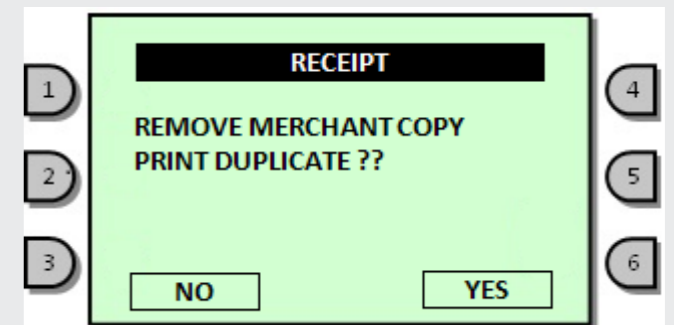 RECEIPT
1
4
REMOVE MERCHANT COPY
PRINT DUPLICATE ??
2
5
3
6
NO
YES